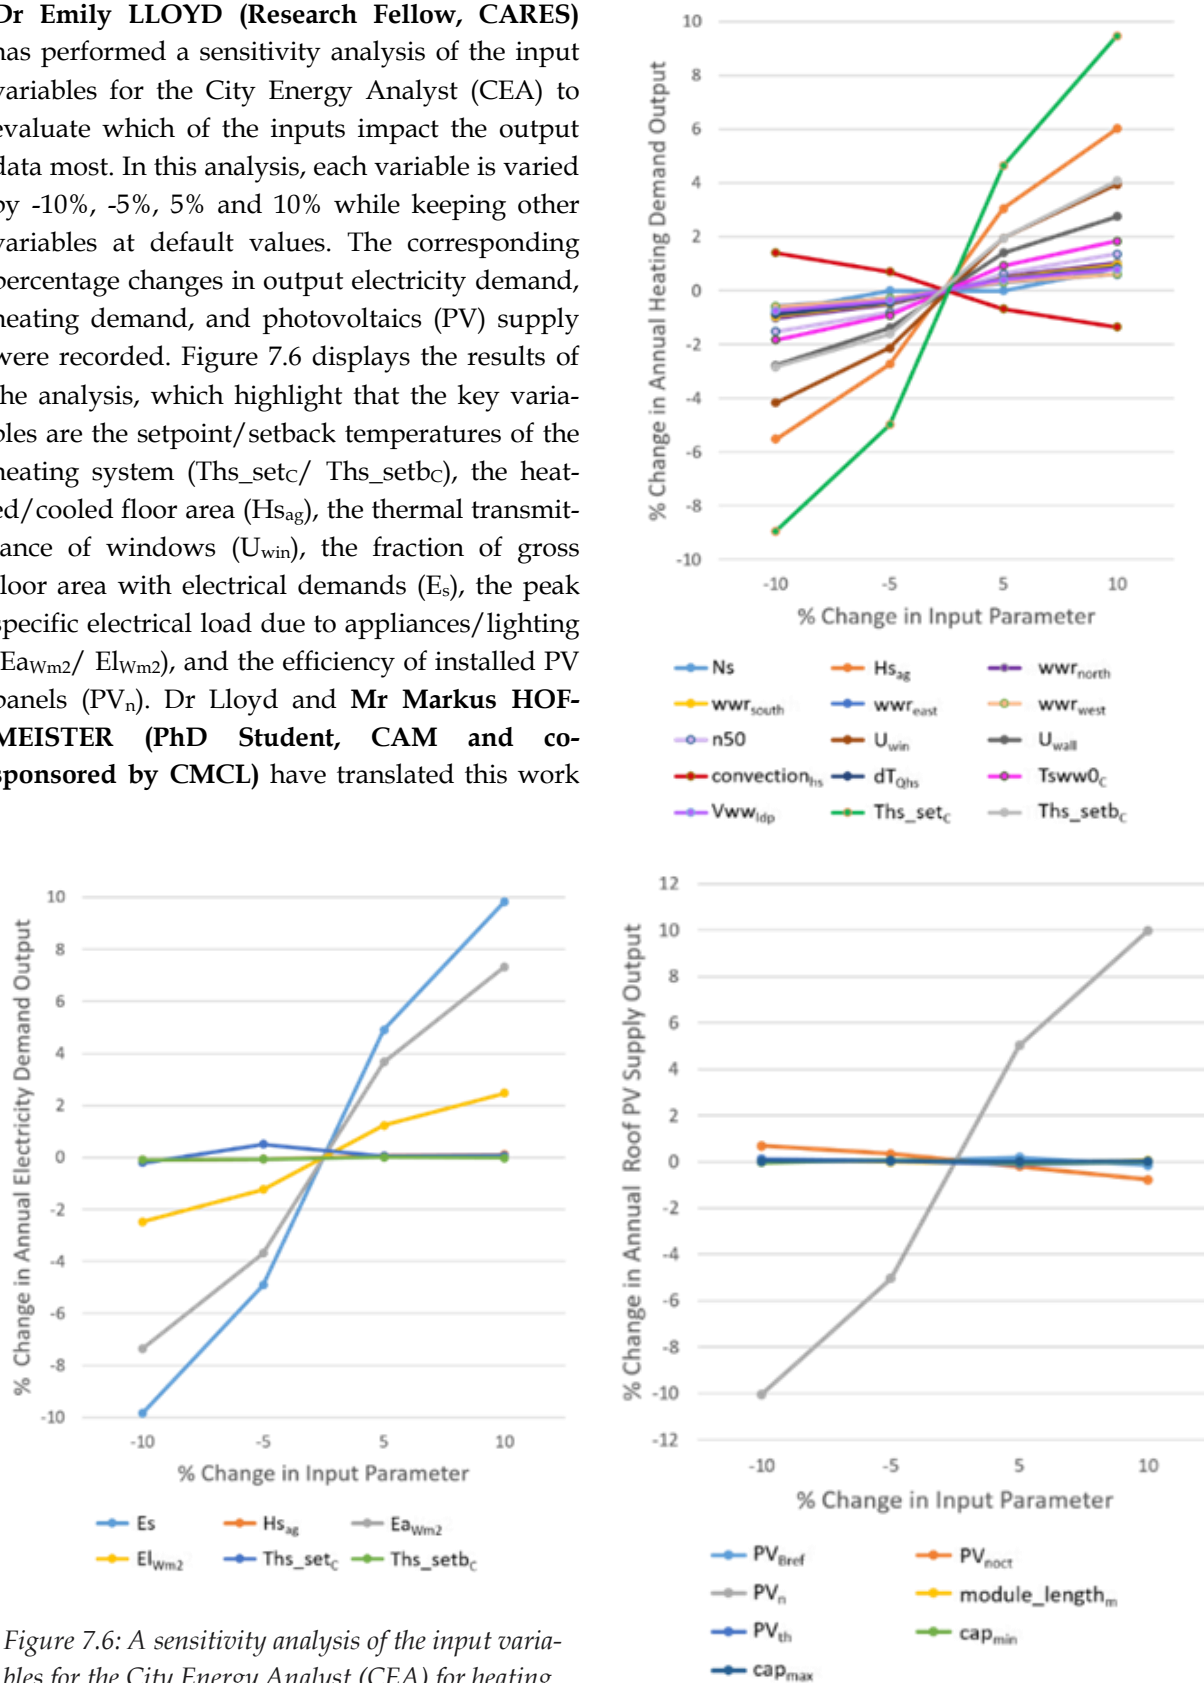 Dr Emily LLOYD (Research Fellow, CARES)
has performed a sensitivity analysis of the input
variables for the City Energy Analyst (CEA) to
evaluate which of the inputs impact the output
data most. In this analysis, each variable is varied
by -10%, -5%, 5% and 10% while keeping other
variables at default values. The corresponding
percentage changes in output electricity demand,
heating demand, and photovoltaics (PV) supply
were recorded. Figure 7.6 displays the results of
the analysis, which highlight that the key varia-
bles are the setpoint/setback temperatures of the
heating system (Ths_setC/ Ths_setbC), the heat-
ed/cooled floor area (Hsag), the thermal transmit-
tance of windows (Uwin), the fraction of gross
floor area with electrical demands (Es), the peak
specific electrical load due to appliances/lighting
(EaWm2/ ElWm2), and the efficiency of installed PV
panels (PVn). Dr Lloyd and Mr Markus HOF-
MEISTER (PhD Student, CAM and co-
sponsored by CMCL) have translated this work
% Change in Annual Heating Demand Output
10
8
6
4
2
0
-2
-4
-6
-8
-10
-10 -5 5 10
% Change in Input Parameter
Ns Hsag wwrnorth
wwrsouth wwreast wwrwest
n50 Uwin Uwall
convectionhs dTQhs Tsww0C
Vwwldp Ths_setC Ths_setbC
% Change in Annual Electricity Demand Output
10
8
6
4
2
0
-2
-4
-6
-8
-10
-10 -5 5 10
% Change in Input Parameter
Es Hsag EaWm2
ElWm2 Ths_setC Ths_setbC
Figure 7.6: A sensitivity analysis of the input varia-
bles for the City Energy Analyst (CEA) for heating
% Change in Annual Roof PV Supply Output
12
10
8
6
4
2
0
-2
-4
-6
-8
-10
-12
-10 -5 5 10
% Change in Input Parameter
PVBref PVnoct
PVn module_lengthm
PVth capmin
capmax